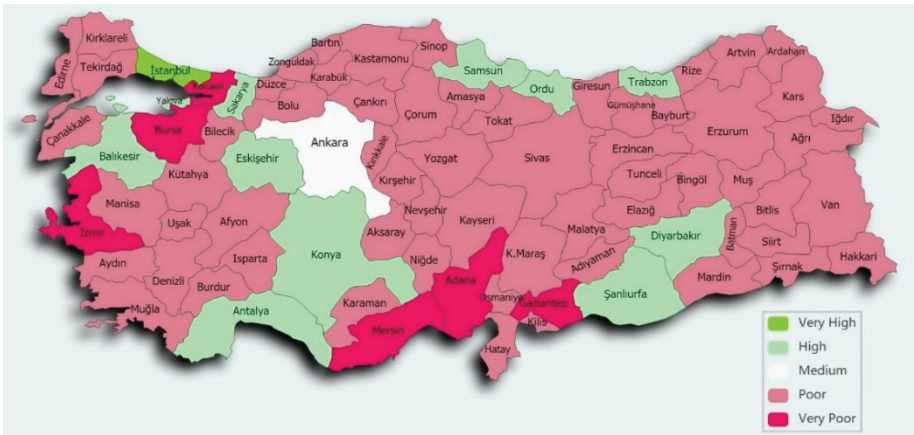 Kırklareli
Edirne
Tekirdağ
İstanbul
Kocaeli
Yalova
Sakarya
Düzce
Zonguldak
Bartın
Karabük
Kastamonu
Sinop
Samsun
Ordu
Giresun
Trabzon
Rize
Artvin
Ardahan
Çanakkale
Balıkesir
Bursa
Bilecik
Bolu
Çankırı
Çorum
Amasya
Tokat
Gümüşhane
Bayburt
Erzurum
Kars
Iğdır
Ağrı
Eskişehir
Ankara
Kırıkkale
Yozgat
Sivas
Erzincan
Tunceli
Bingöl
Muş
Kütahya
Kırşehir
Manisa
Uşak
Afyon
Nevşehir
Kayseri
Malatya
Elazığ
Bitlis
Van
İzmir
Konya
Aksaray
Diyarbakır
Batman
Siirt
Hakkari
Aydın
Denizli
Isparta
Burdur
Niğde
K.Maraş
Adıyaman
Mardin
Şırnak
Muğla
Antalya
Karaman
Mersin
Adana
Osmaniye
Gaziantep
Kilis
Şanlıurfa
Hatay
Very High
High
Medium
Poor
Very Poor